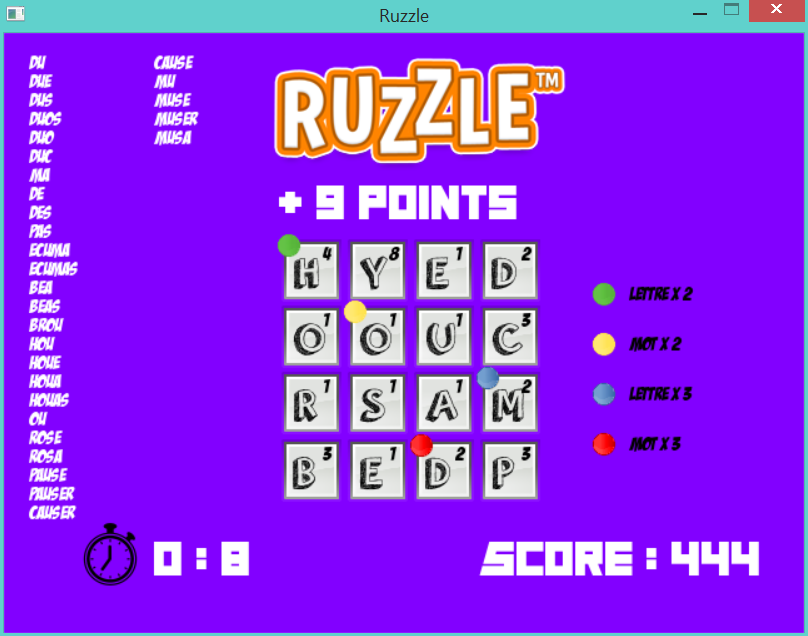 Ruzzle
DU
DUE
DUS
DUOS
DUO
DUC
MA
DE
DES
PAS
ECUMA
ECUMAS
BEA
BEAS
BROU
HOU
HOUE
HOUA
HOUAS
OU
ROSE
ROSA
PAUSE
PAUSER
CAUSER
CAUSE
MU
MUSE
MUSER
MUSA
RUZZLE™
+ 9 POINTS
H4 Y8 E1 D2
O1 O1 U1 C3
R1 S1 A1 M2
B3 E1 D2 P3
LETTRE X 2
MOT X 2
LETTRE X 3
MOT X 3
0 : 8
SCORE : 444